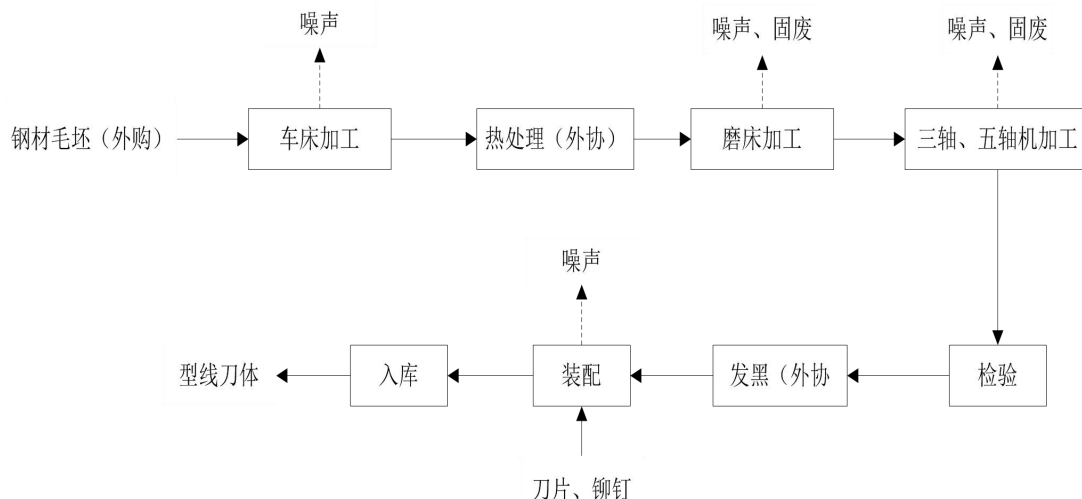 噪声
噪声、固废
噪声、固废
钢材毛坯（外购）
车床加工
热处理（外协）
磨床加工
三轴、五轴机加工
噪声
型线刀体
入库
装配
发黑（外协
检验
刀片、铆钉